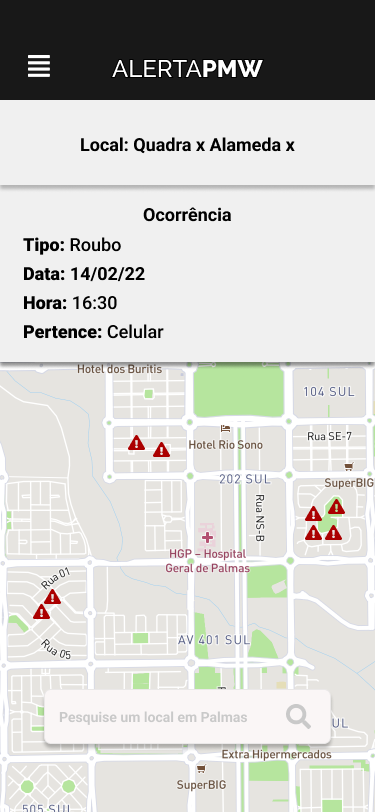 ALERTAPMW
Local: Quadra x Alameda x
Ocorrência
Tipo: Roubo
Data: 14/02/22
Hora: 16:30
Pertence: Celular
Hotel dos Buritis
104 SUL
Rua SE-7
Hotel Rio Sono
202 SUL
SuperBIG
Rua NS-B
HGP – Hospital
Geral de Palmas
Rua 01
AV 401 SUL
Rua 05
Pesquise um local em Palmas
UL
Extra Hipermercados
SuperBIG
505 SUL